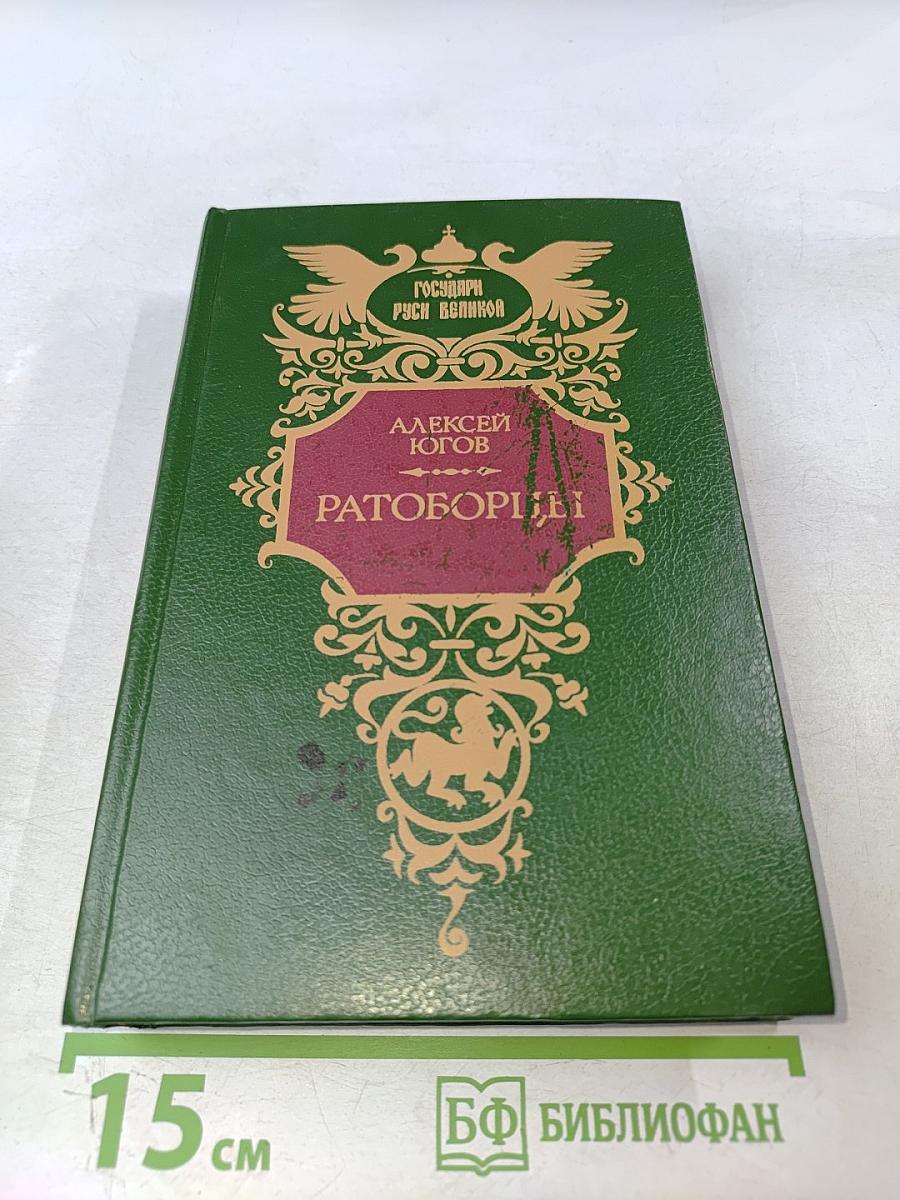 ГОСУДАРИ
РУСИ ВЕЛИКОЙ
АЛЕКСЕЙ
ЮГОВ
РАТОБОРЦЫ
15 см
БФ БИБЛИОФАН